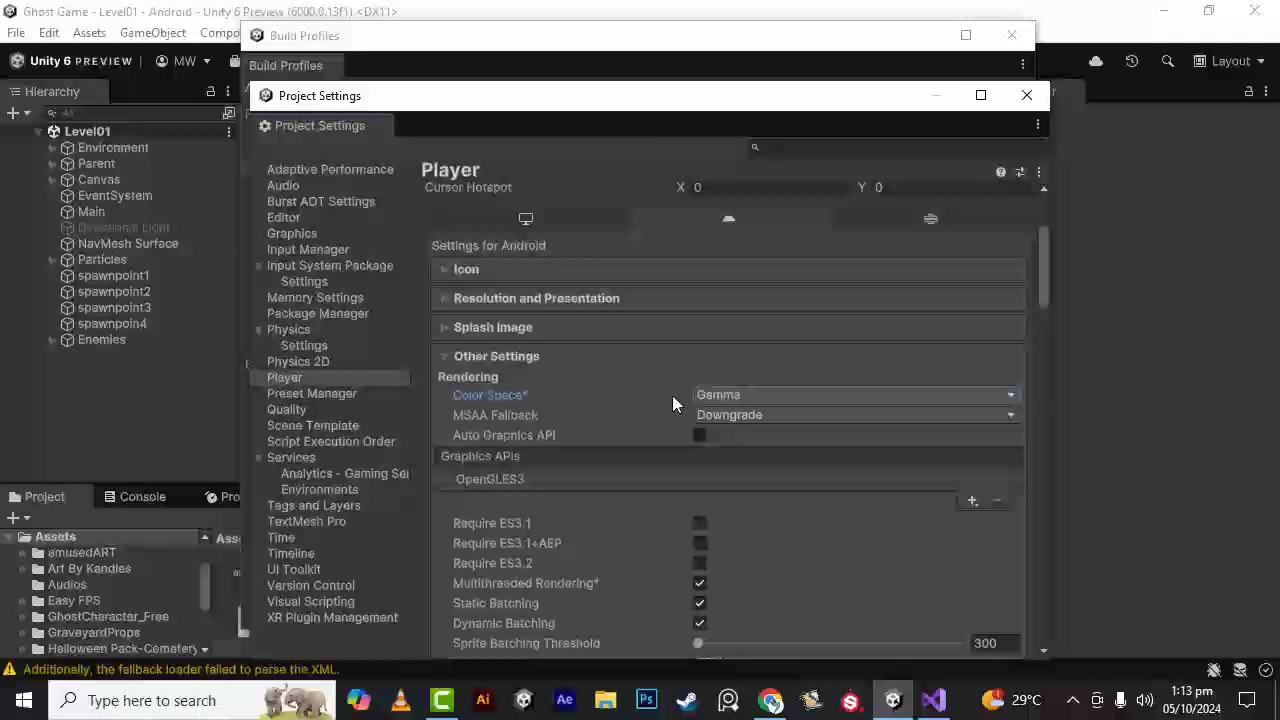 Ghost Game - Level01 - Android - Unity 6 Preview (6000.0.13f1) <DX11>
File Edit Assets GameObject Compo
Build Profiles
Unity 6 PREVIEW MW
Build Profiles
Layout
Hierarchy
Project Settings
All
Project Settings
Level01
Environment
Parent
Canvas
EventSystem
Main
Directional Light
NavMesh Surface
Particles
spawnpoint1
spawnpoint2
spawnpoint3
spawnpoin4
Enemies
Adaptive Performance
Audio
Burst AOT Settings
Editor
Graphics
Input Manager
Input System Package
Settings
Memory Settings
Package Manager
Physics
Settings
Physics 2D
Player
Preset Manager
Quality
Scene Template
Script Execution Order
Services
Analytics - Gaming Sei
Environments
Tags and Layers
TextMesh Pro
Time
Timeline
UI Toolkit
Version Control
Visual Scripting
XR Plugin Management
Player
Cursor Hotspot X 0 Y 0
Settings for Android
Icon
Resolution and Presentation
Splash Image
Other Settings
Rendering
Color Space* Gamma
MSAA Fallback Downgrade
Auto Graphics API
Graphics APIs
OpenGLES3
Require ES3.1
Require ES3.1+AEP
Require ES3.2
Multithreaded Rendering*
Static Batching
Dynamic Batching
Sprite Batching Threshold 300
Project Console Pro
Assets Ass
amusedART
Art By Kandles
Audios
Easy FPS
GhostCharacter_Free
GraveyardProps
Halloween Pack-Cemetery
Additionally, the fallback loader failed to parse the XML.
Type here to search
29°C
1:13 pm
05/10/2024